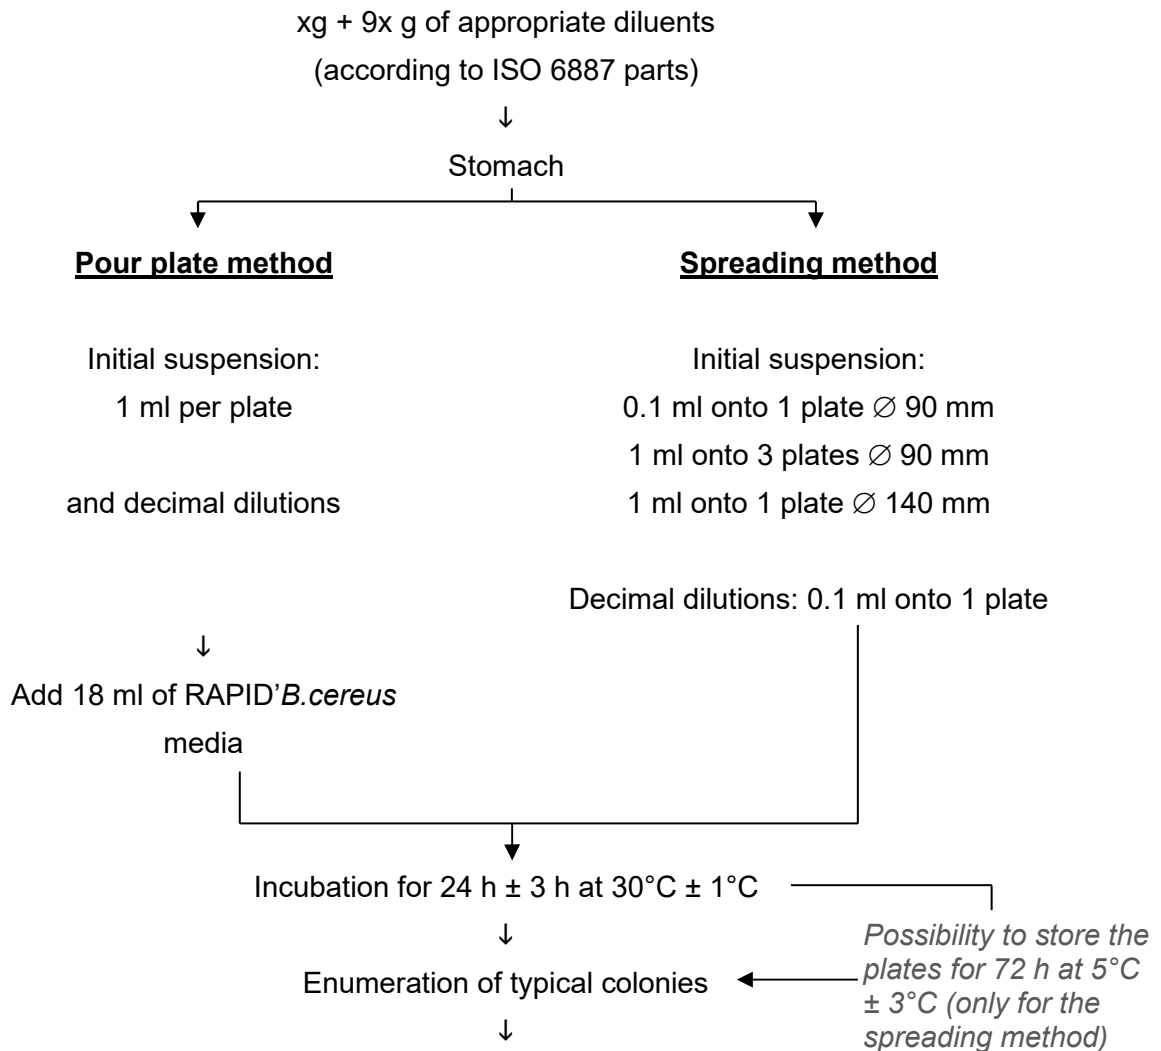 xg + 9x g of appropriate diluents
(according to ISO 6887 parts)
↓
Stomach
Pour plate method
Initial suspension:
1 ml per plate
and decimal dilutions
↓
Add 18 ml of RAPID’B.cereus
media
Spreading method
Initial suspension:
0.1 ml onto 1 plate ∅ 90 mm
1 ml onto 3 plates ∅ 90 mm
1 ml onto 1 plate ∅ 140 mm
Decimal dilutions: 0.1 ml onto 1 plate
Incubation for 24 h ± 3 h at 30°C ± 1°C
↓
Possibility to store the
plates for 72 h at 5°C
± 3°C (only for the
spreading method)
Enumeration of typical colonies
↓